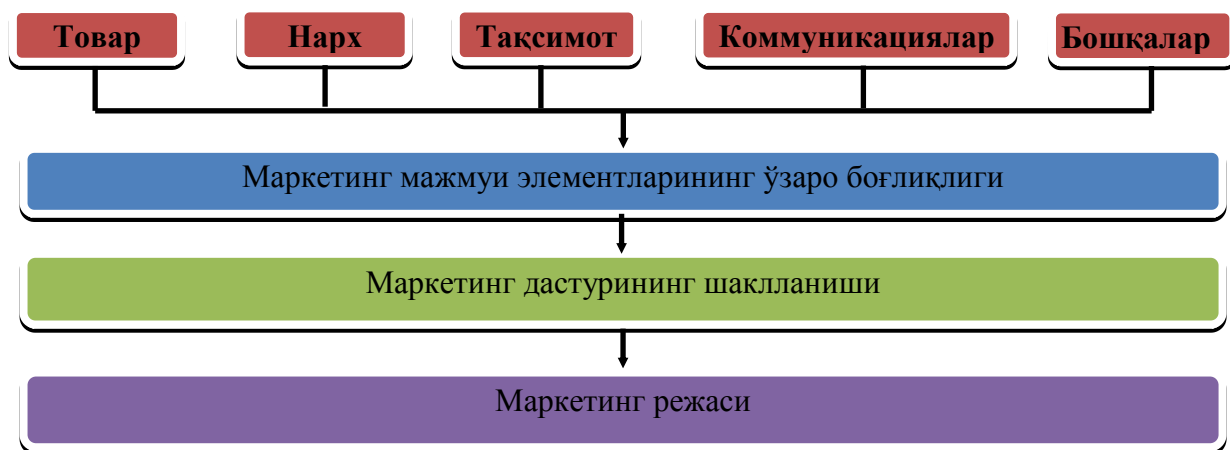 Товар Нарх Тақсимот Коммуникациялар Бошқалар
Маркетинг мажмуи элементларининг ўзаро боғлиқлиги
Маркетинг дастурининг шаклланиши
Маркетинг режаси